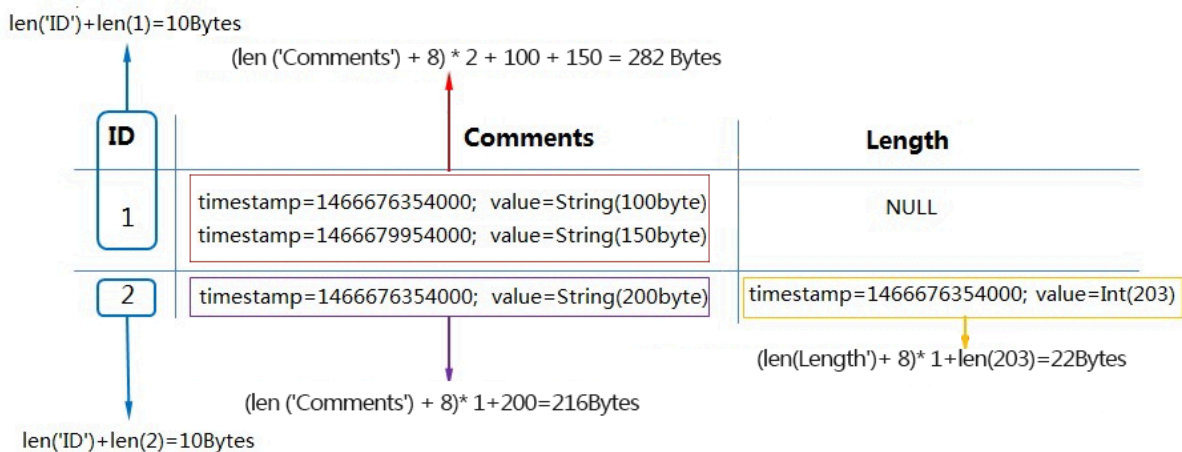 len('ID')+len(1)=10Bytes
(len ('Comments') + 8) * 2 + 100 + 150 = 282 Bytes
ID Comments Length
1
timestamp=1466676354000; value=String(100byte)
timestamp=1466679954000; value=String(150byte)
NULL
2 timestamp=1466676354000; value=String(200byte) timestamp=1466676354000; value=Int(203)
(len(Length')+ 8)* 1+len(203)=22Bytes
(len ('Comments') + 8)* 1+200=216Bytes
len('ID')+len(2)=10Bytes